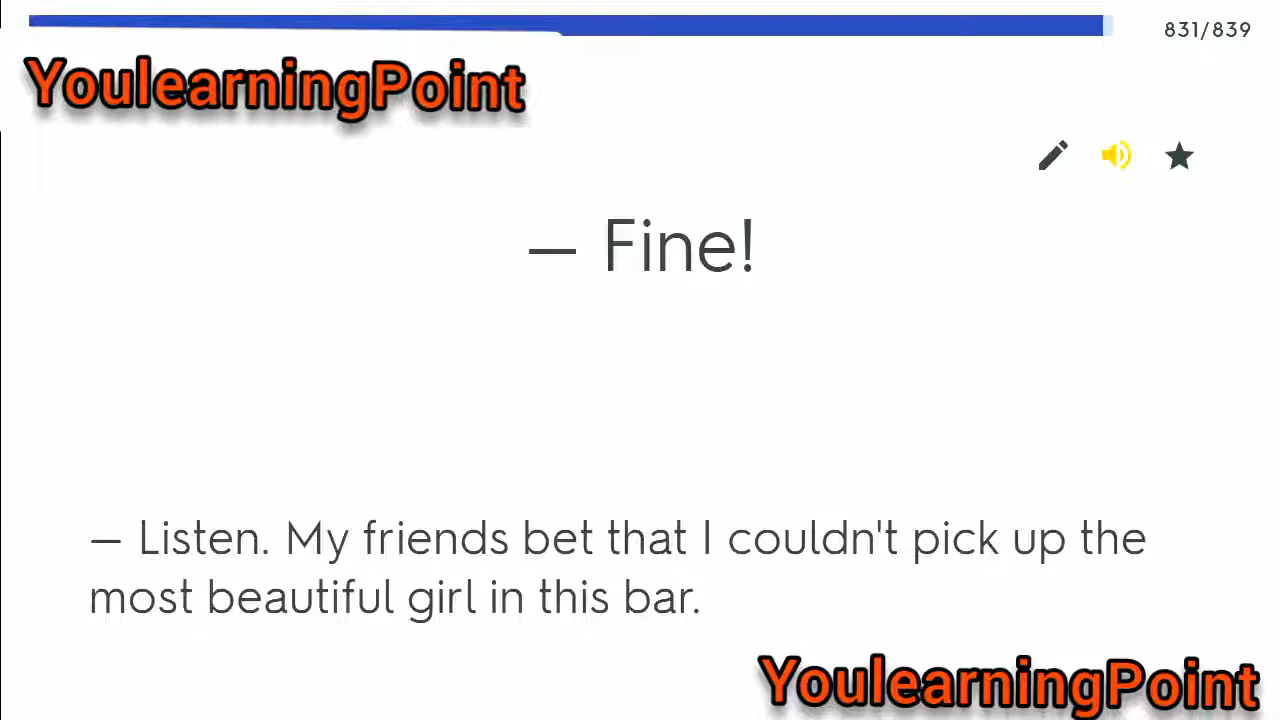 831/839
YoulearningPoint
— Fine!
— Listen. My friends bet that I couldn't pick up the
most beautiful girl in this bar.
YoulearningPoint